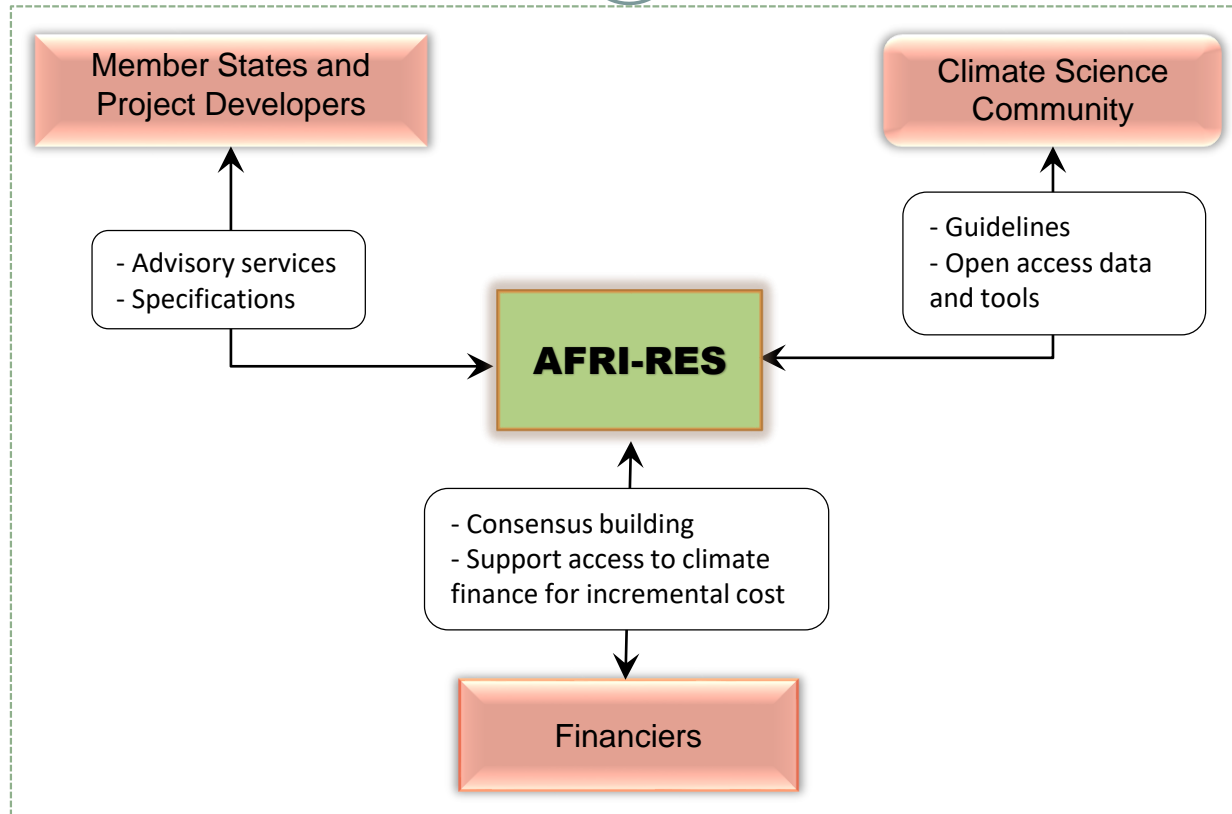 Member States and
Project Developers
Climate Science
Community
- Advisory services
- Specifications
- Guidelines
- Open access data
and tools
AFRI-RES
- Consensus building
- Support access to climate
finance for incremental cost
Financiers